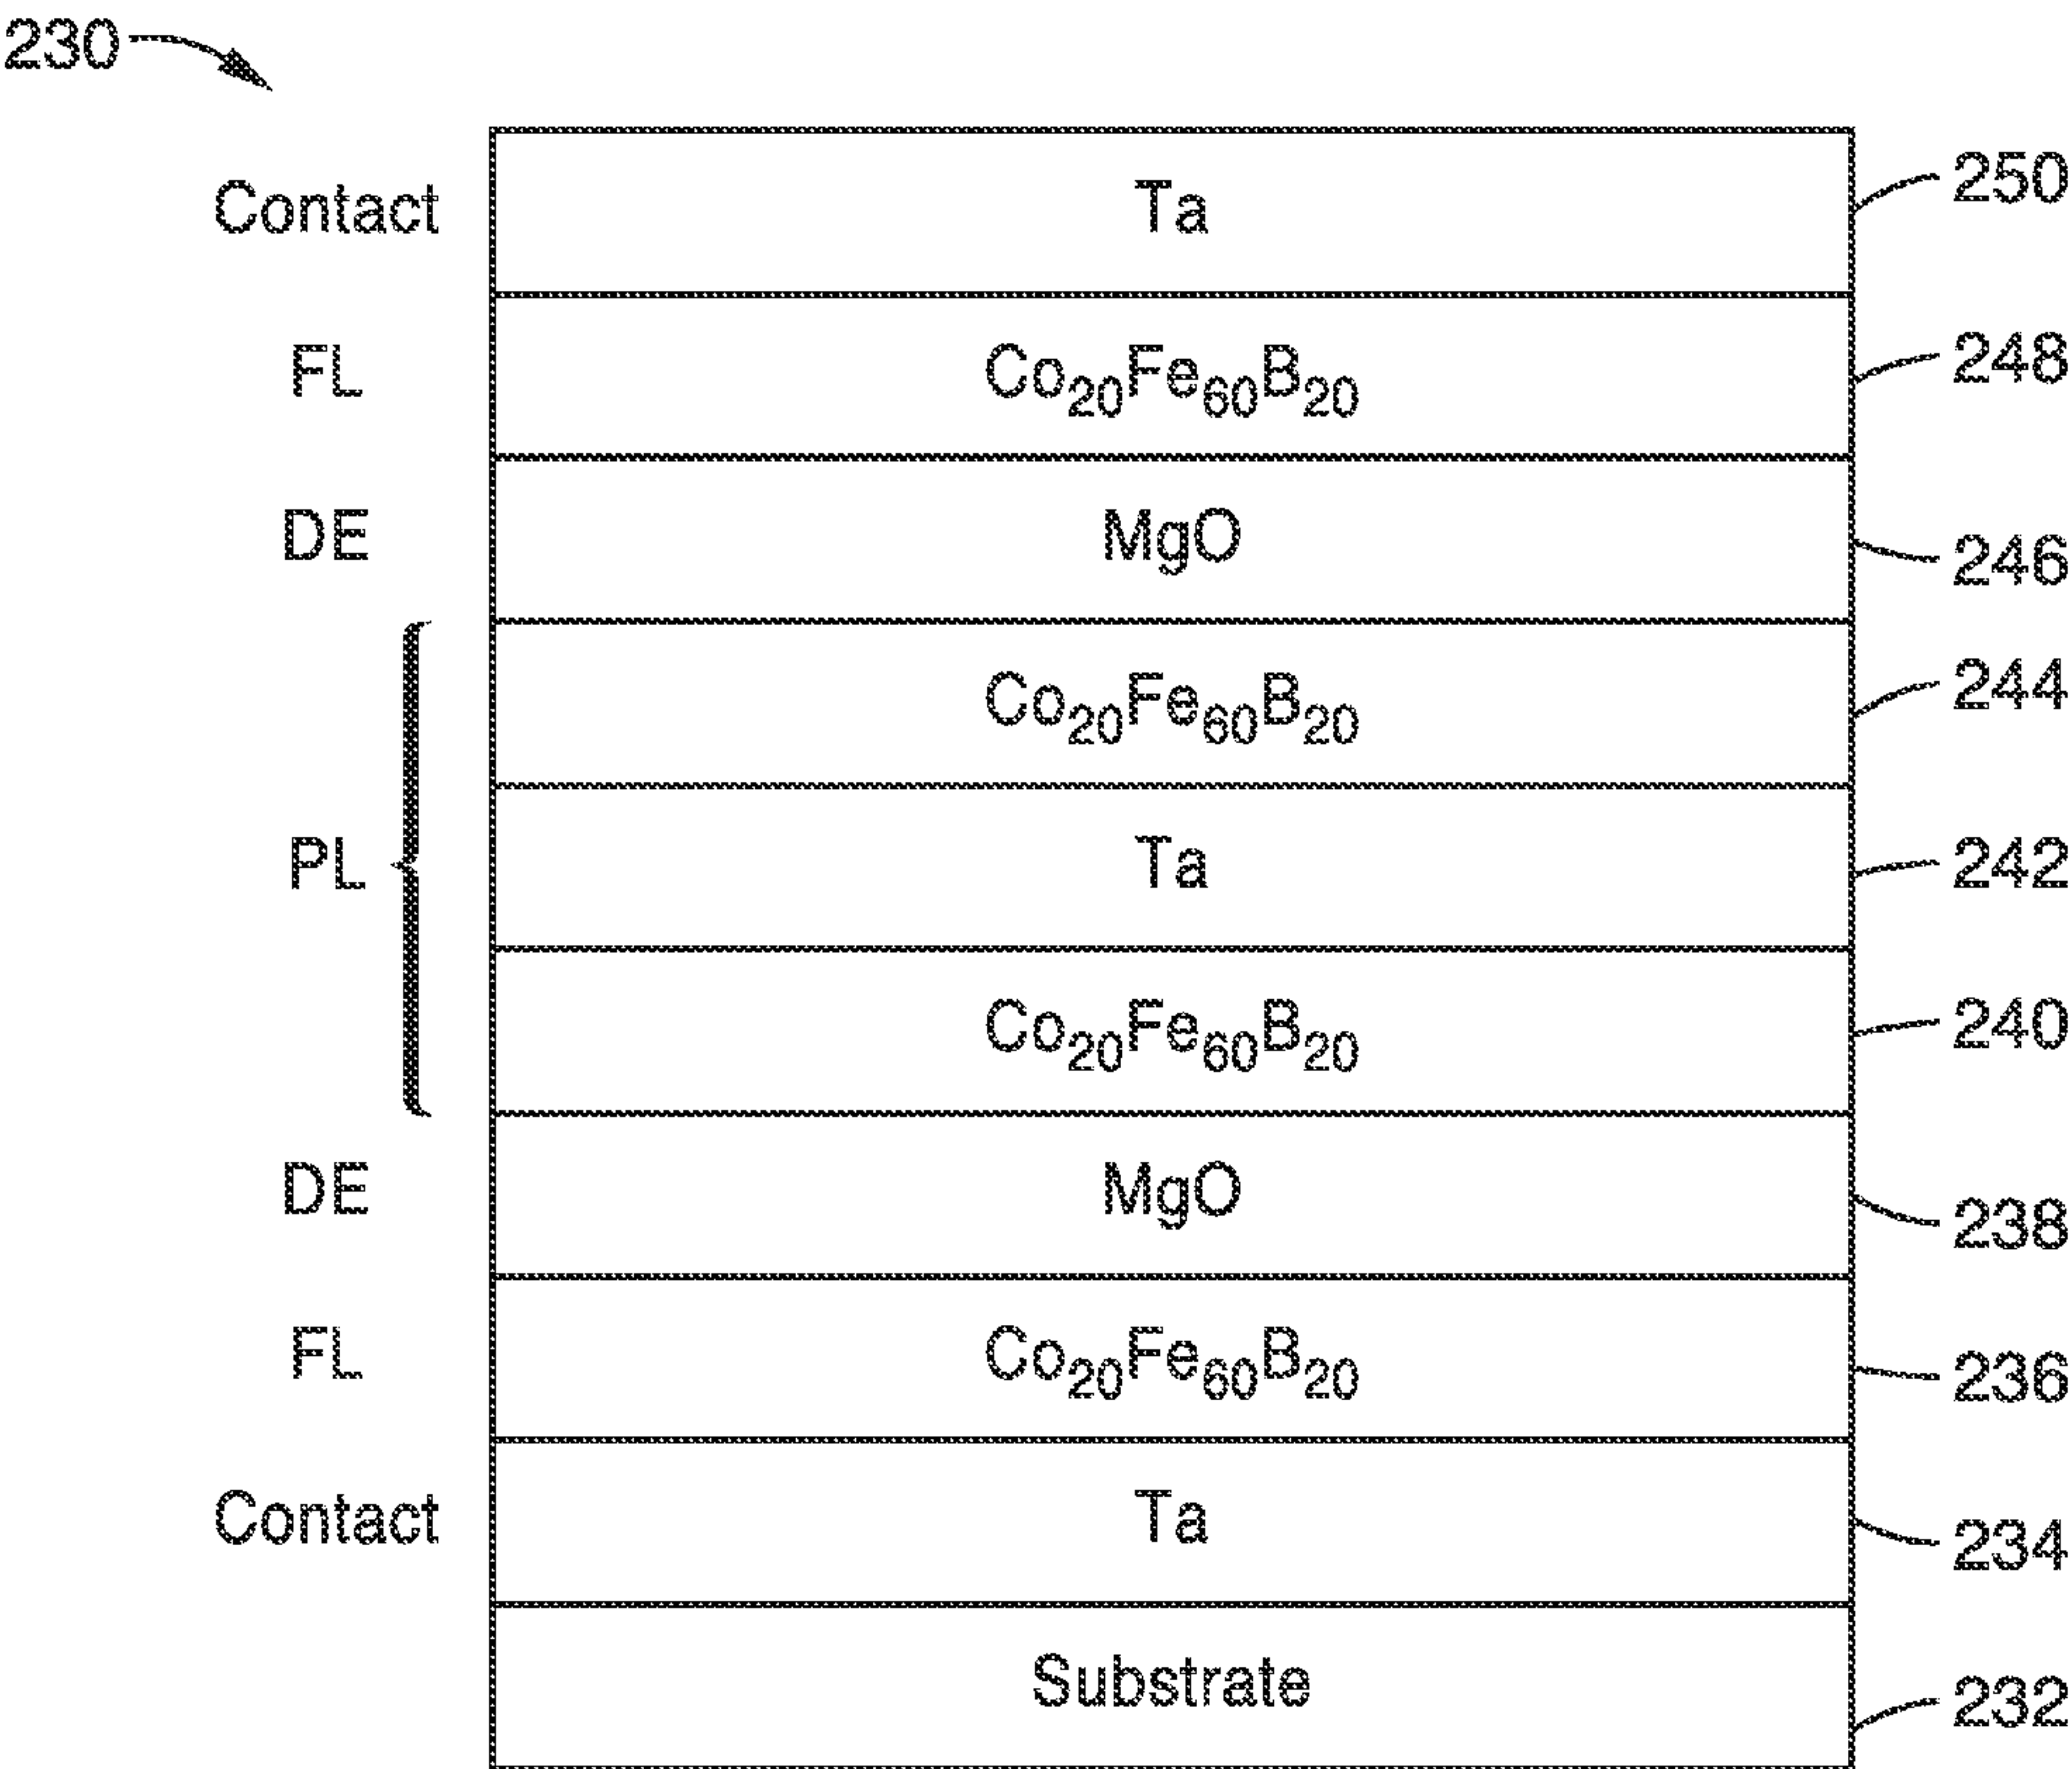 230
Contact Ta 250
FL Co₂₀Fe₆₀B₂₀ 248
DE MgO 246
Co₂₀Fe₆₀B₂₀ 244
PL Ta 242
Co₂₀Fe₆₀B₂₀ 240
DE MgO 238
FL Co₂₀Fe₆₀B₂₀ 236
Contact Ta 234
Substrate 232